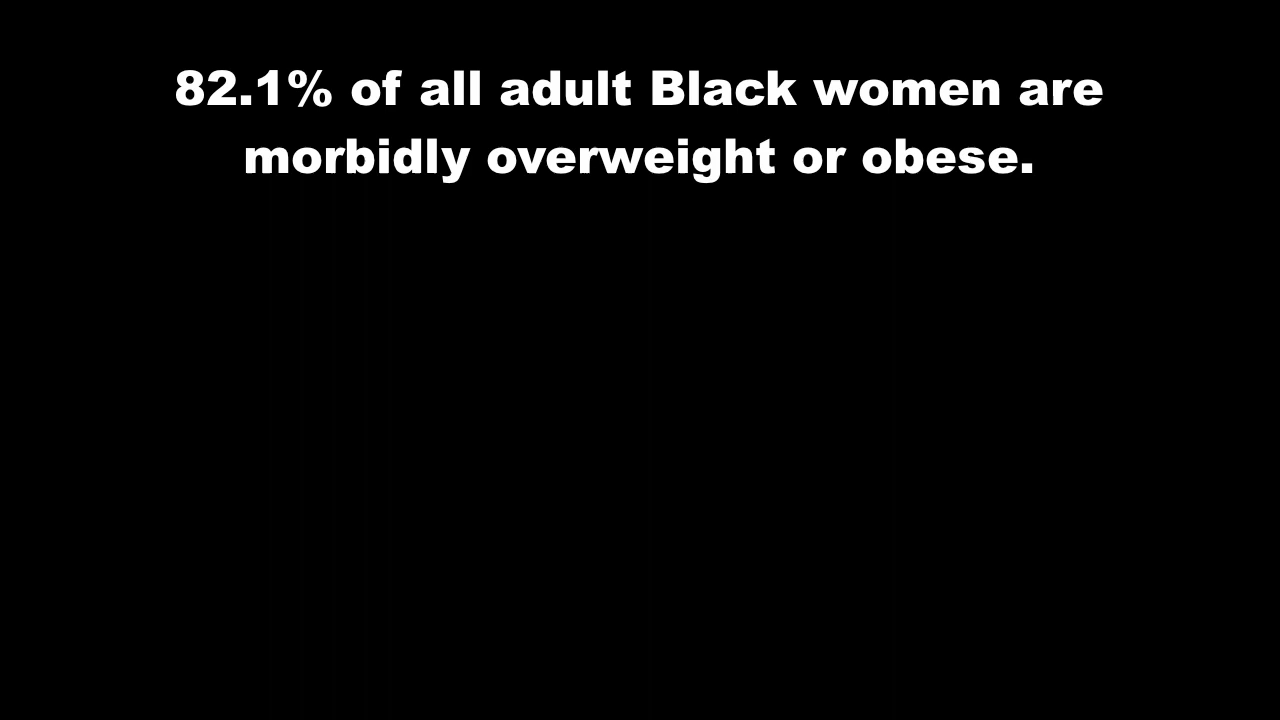 82.1% of all adult Black women are
morbidly overweight or obese.